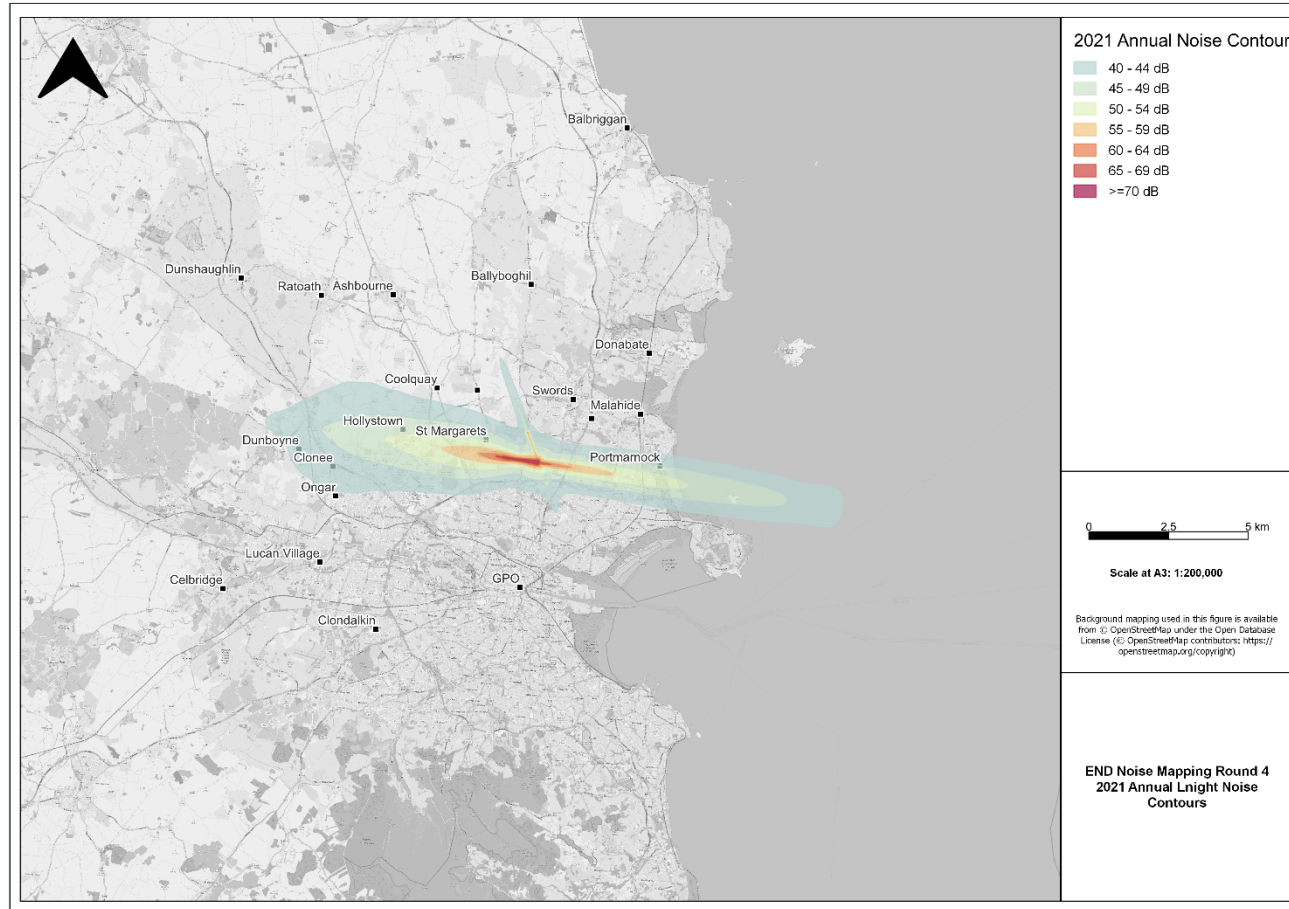 2021 Annual Noise Contour
40 - 44 dB
45 - 49 dB
50 - 54 dB
55 - 59 dB
60 - 64 dB
65 - 69 dB
>=70 dB
Balbriggan
Dunshaughlin
Ratoath
Ashbourne
Ballyboghil
Donabate
Coolquay
Swords
Malahide
Hollystown
St Margarets
Dunboyne
Clonee
Portmarnock
Ongar
Lucan Village
Celbridge
GPO
Clondalkin
0 2.5 5 km
Scale at A3: 1:200,000
Background mapping used in this figure is available
from © OpenStreetMap under the Open Database
License (© OpenStreetMap contributors: https://
openstreetmap.org/copyright)
END Noise Mapping Round 4
2021 Annual Lnight Noise
Contours